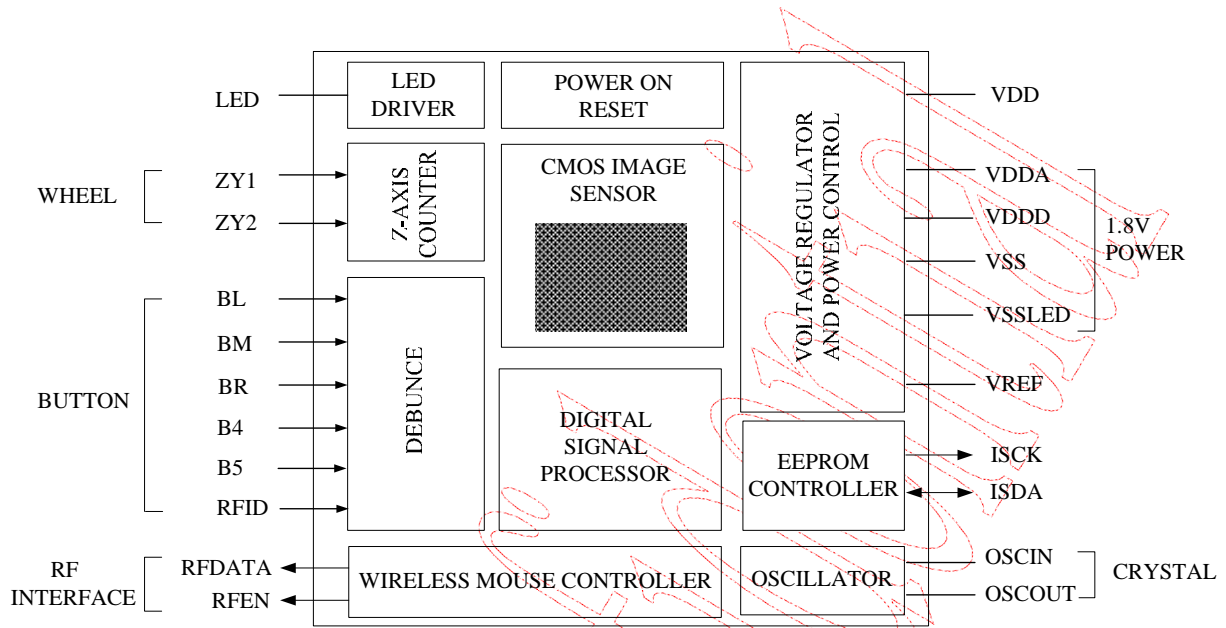 LED
WHEEL
ZY1
ZY2
BUTTON
BL
BM
BR
B4
B5
RFID
RF
INTERFACE
RFDATA
RFEN
LED
DRIVER
Z-AXIS
COUNTER
DEBUNCE
POWER ON
RESET
CMOS IMAGE
SENSOR
DIGITAL
SIGNAL
PROCESSOR
WIRELESS MOUSE CONTROLLER
VOLTAGE REGULATOR
AND POWER CONTROL
EEPROM
CONTROLLER
OSCILLATOR
VDD
VDDA
VDDD
VSS
VSSLED
1.8V
POWER
VREF
ISCK
ISDA
OSCIN
OSCOUT
CRYSTAL